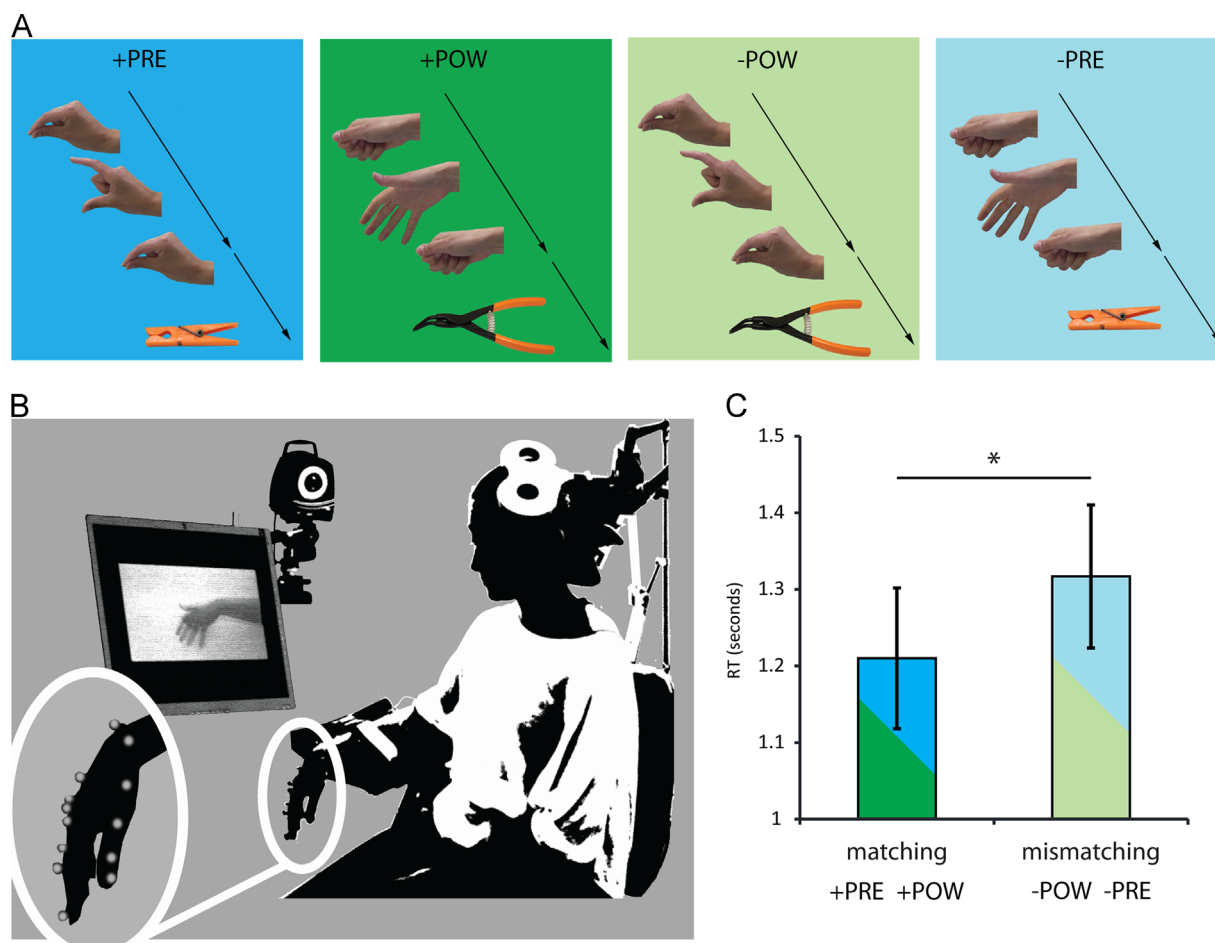 A
+PRE
+POW
-POW
-PRE
B
C
1.5
*
1.4
1.3
1.2
1.1
1
RT (seconds)
matching
mismatching
+PRE +POW
-POW -PRE